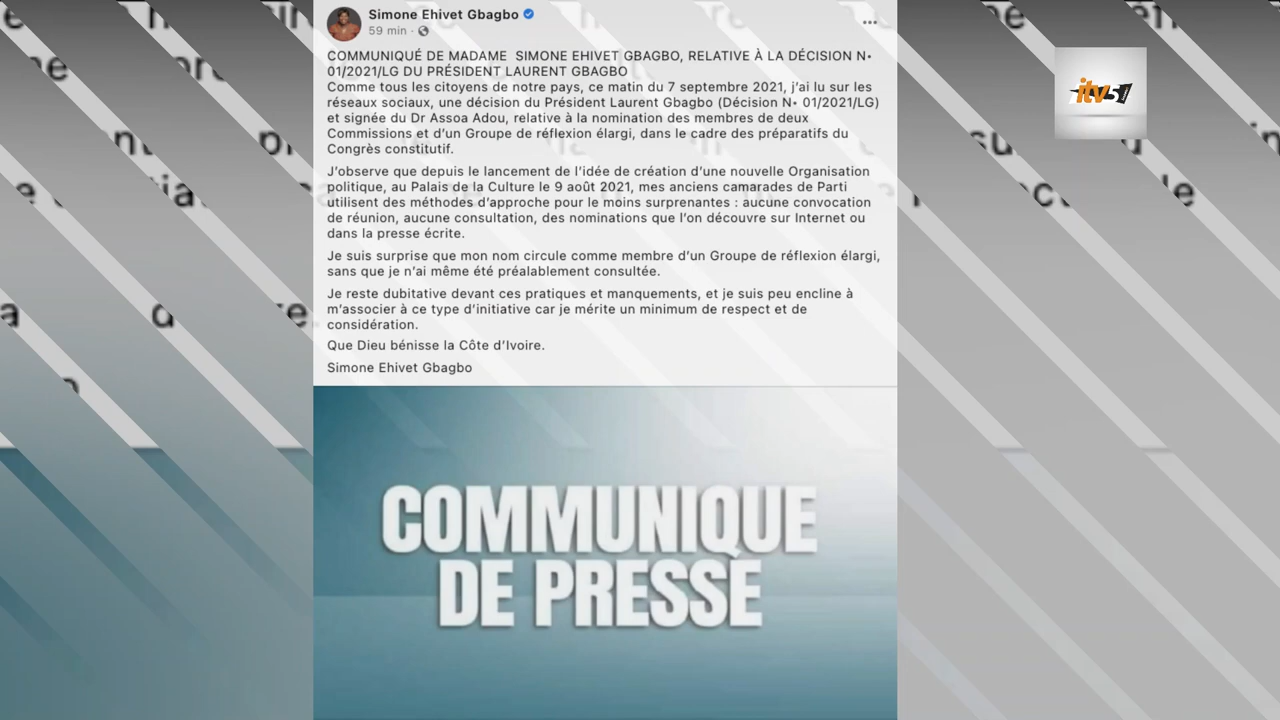 Simone Ehivet Gbagbo
59 min ·
COMMUNIQUÉ DE MADAME SIMONE EHIVET GBAGBO, RELATIVE À LA DÉCISION N•
01/2021/LG DU PRÉSIDENT LAURENT GBAGBO
Comme tous les citoyens de notre pays, ce matin du 7 septembre 2021, j'ai lu sur les
réseaux sociaux, une décision du Président Laurent Gbagbo (Décision N• 01/2021/LG)
et signée du Dr Assoa Adou, relative à la nomination des membres de deux
Commissions et d'un Groupe de réflexion élargi, dans le cadre des préparatifs du
Congrès constitutif.
J'observe que depuis le lancement de l'idée de création d'une nouvelle Organisation
politique, au Palais de la Culture le 9 août 2021, mes anciens camarades de Parti
utilisent des méthodes d'approche pour le moins surprenantes : aucune convocation
de réunion, aucune consultation, des nominations que l'on découvre sur Internet ou
dans la presse écrite.
Je suis surprise que mon nom circule comme membre d'un Groupe de réflexion élargi,
sans que je n'ai même été préalablement consultée.
Je reste dubitative devant ces pratiques et manquements, et je suis peu encline à
m'associer à ce type d'initiative car je mérite un minimum de respect et de
considération.
Que Dieu bénisse la Côte d'Ivoire.
Simone Ehivet Gbagbo
COMMUNIQUE
DE PRESSE
itv51